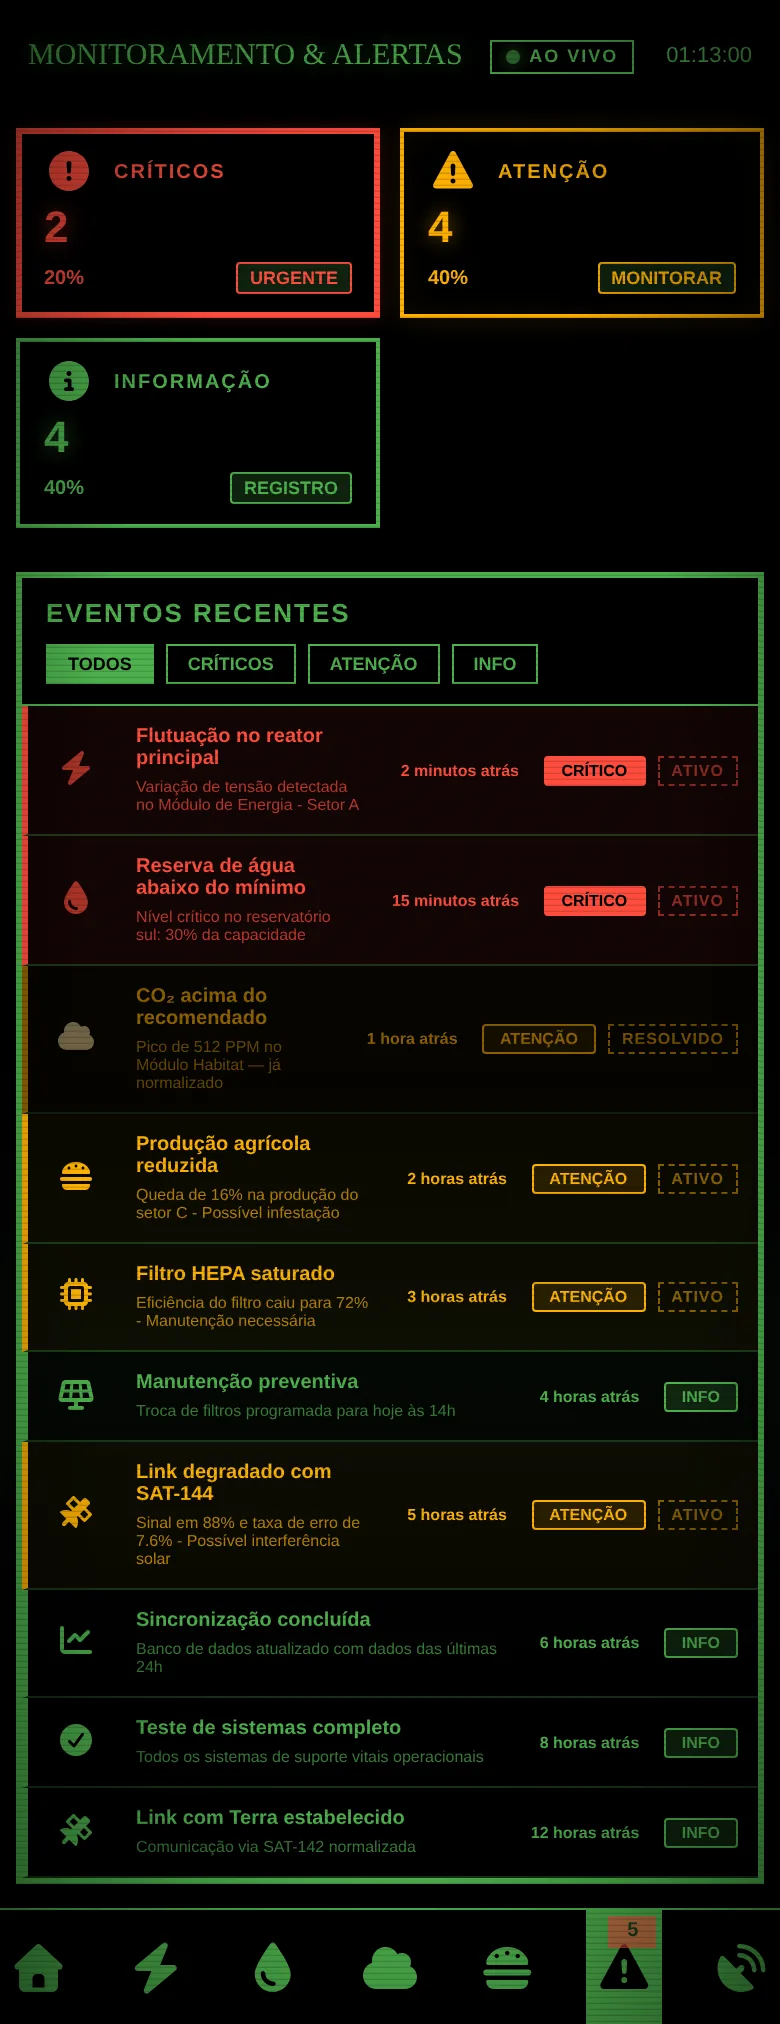 MONITORAMENTO & ALERTAS
AO VIVO
01:13:00
CRÍTICOS
2
20%
URGENTE
ATENÇÃO
4
40%
MONITORAR
INFORMAÇÃO
4
40%
REGISTRO
EVENTOS RECENTES
TODOS
CRÍTICOS
ATENÇÃO
INFO
Flutuação no reator
principal
Variação de tensão detectada
no Módulo de Energia - Setor A
2 minutos atrás
CRÍTICO
ATIVO
Reserva de água
abaixo do mínimo
Nível crítico no reservatório
sul: 30% da capacidade
15 minutos atrás
CRÍTICO
ATIVO
CO₂ acima do
recomendado
Pico de 512 PPM no
Módulo Habitat — já
normalizado
1 hora atrás
ATENÇÃO
RESOLVIDO
Produção agrícola
reduzida
Queda de 16% na produção do
setor C - Possível infestação
2 horas atrás
ATENÇÃO
ATIVO
Filtro HEPA saturado
Eficiência do filtro caiu para 72%
- Manutenção necessária
3 horas atrás
ATENÇÃO
ATIVO
Manutenção preventiva
Troca de filtros programada para hoje às 14h
4 horas atrás
INFO
Link degradado com
SAT-144
Sinal em 88% e taxa de erro de
7.6% - Possível interferência
solar
5 horas atrás
ATENÇÃO
ATIVO
Sincronização concluída
Banco de dados atualizado com dados das últimas
24h
6 horas atrás
INFO
Teste de sistemas completo
Todos os sistemas de suporte vitais operacionais
8 horas atrás
INFO
Link com Terra estabelecido
Comunicação via SAT-142 normalizada
12 horas atrás
INFO
5